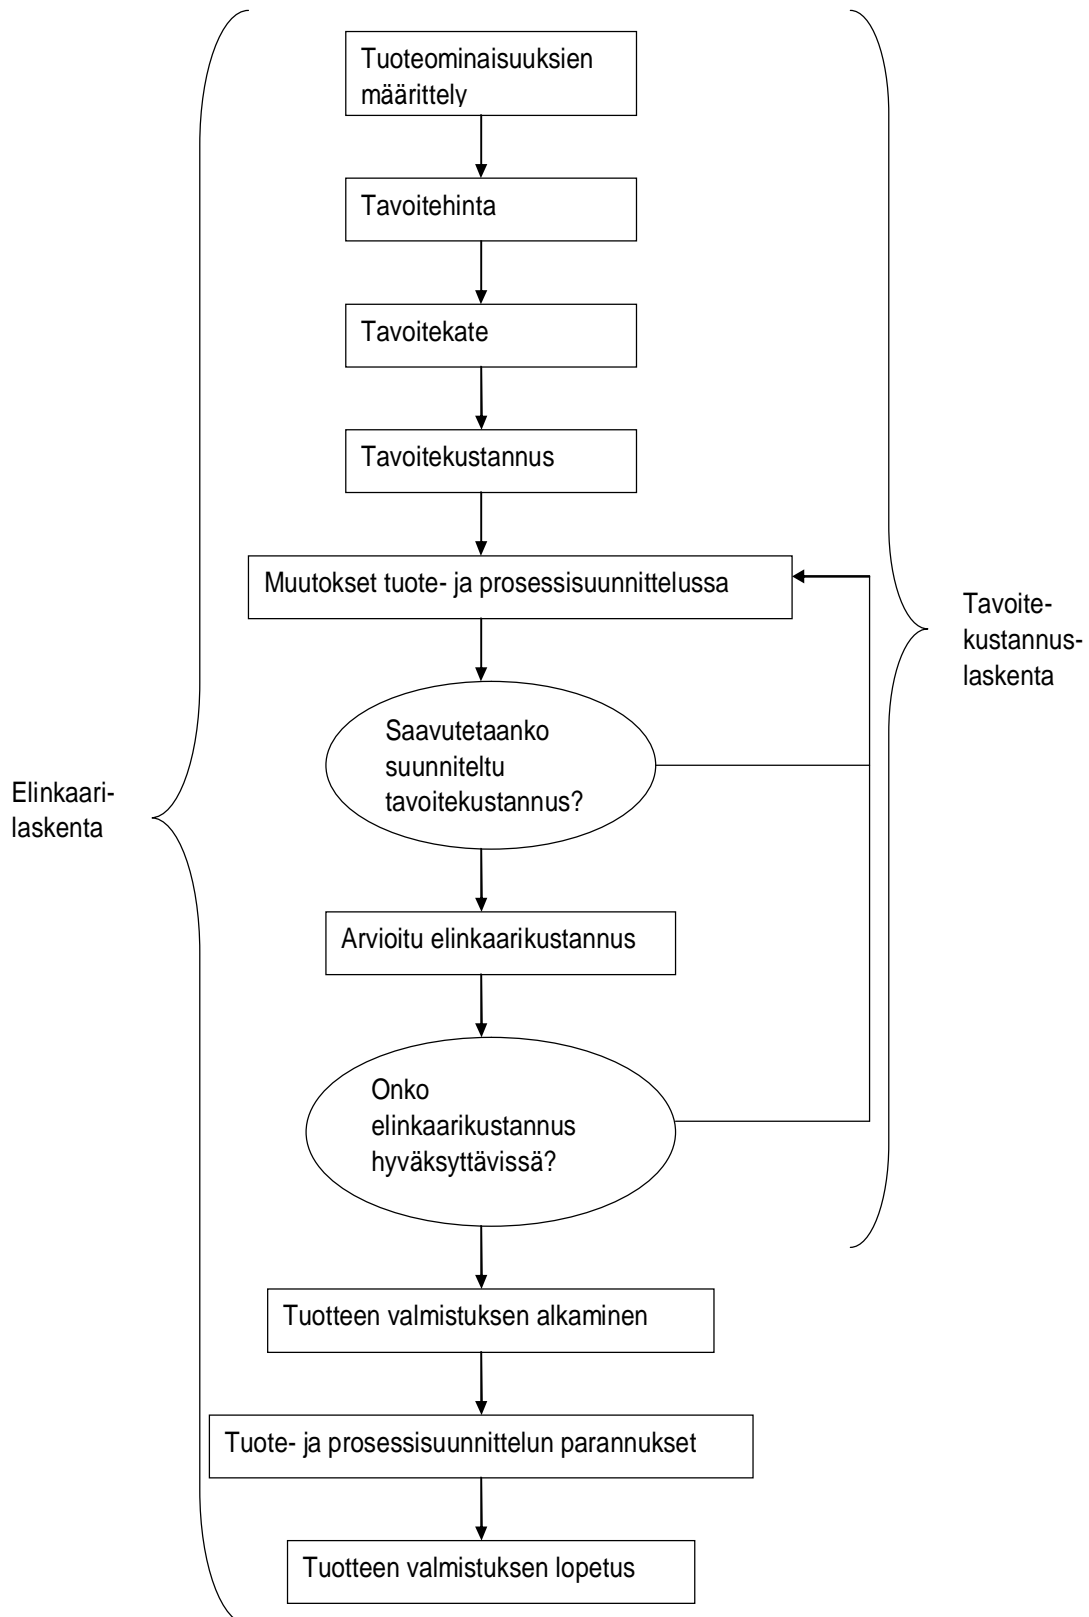 Tuoteominaisuuksien
määrittely
Tavoitehinta
Tavoitekate
Tavoitekustannus
Muutokset tuote- ja prosessisuunnittelussa
Tavoite-
kustannus-
laskenta
Saavutetaanko
suunniteltu
tavoitekustannus?
Elinkaari-
laskenta
Arvioitu elinkaarikustannus
Onko
elinkaarikustannus
hyväksyttävissä?
Tuotteen valmistuksen alkaminen
Tuote- ja prosessisuunnittelun parannukset
Tuotteen valmistuksen lopetus